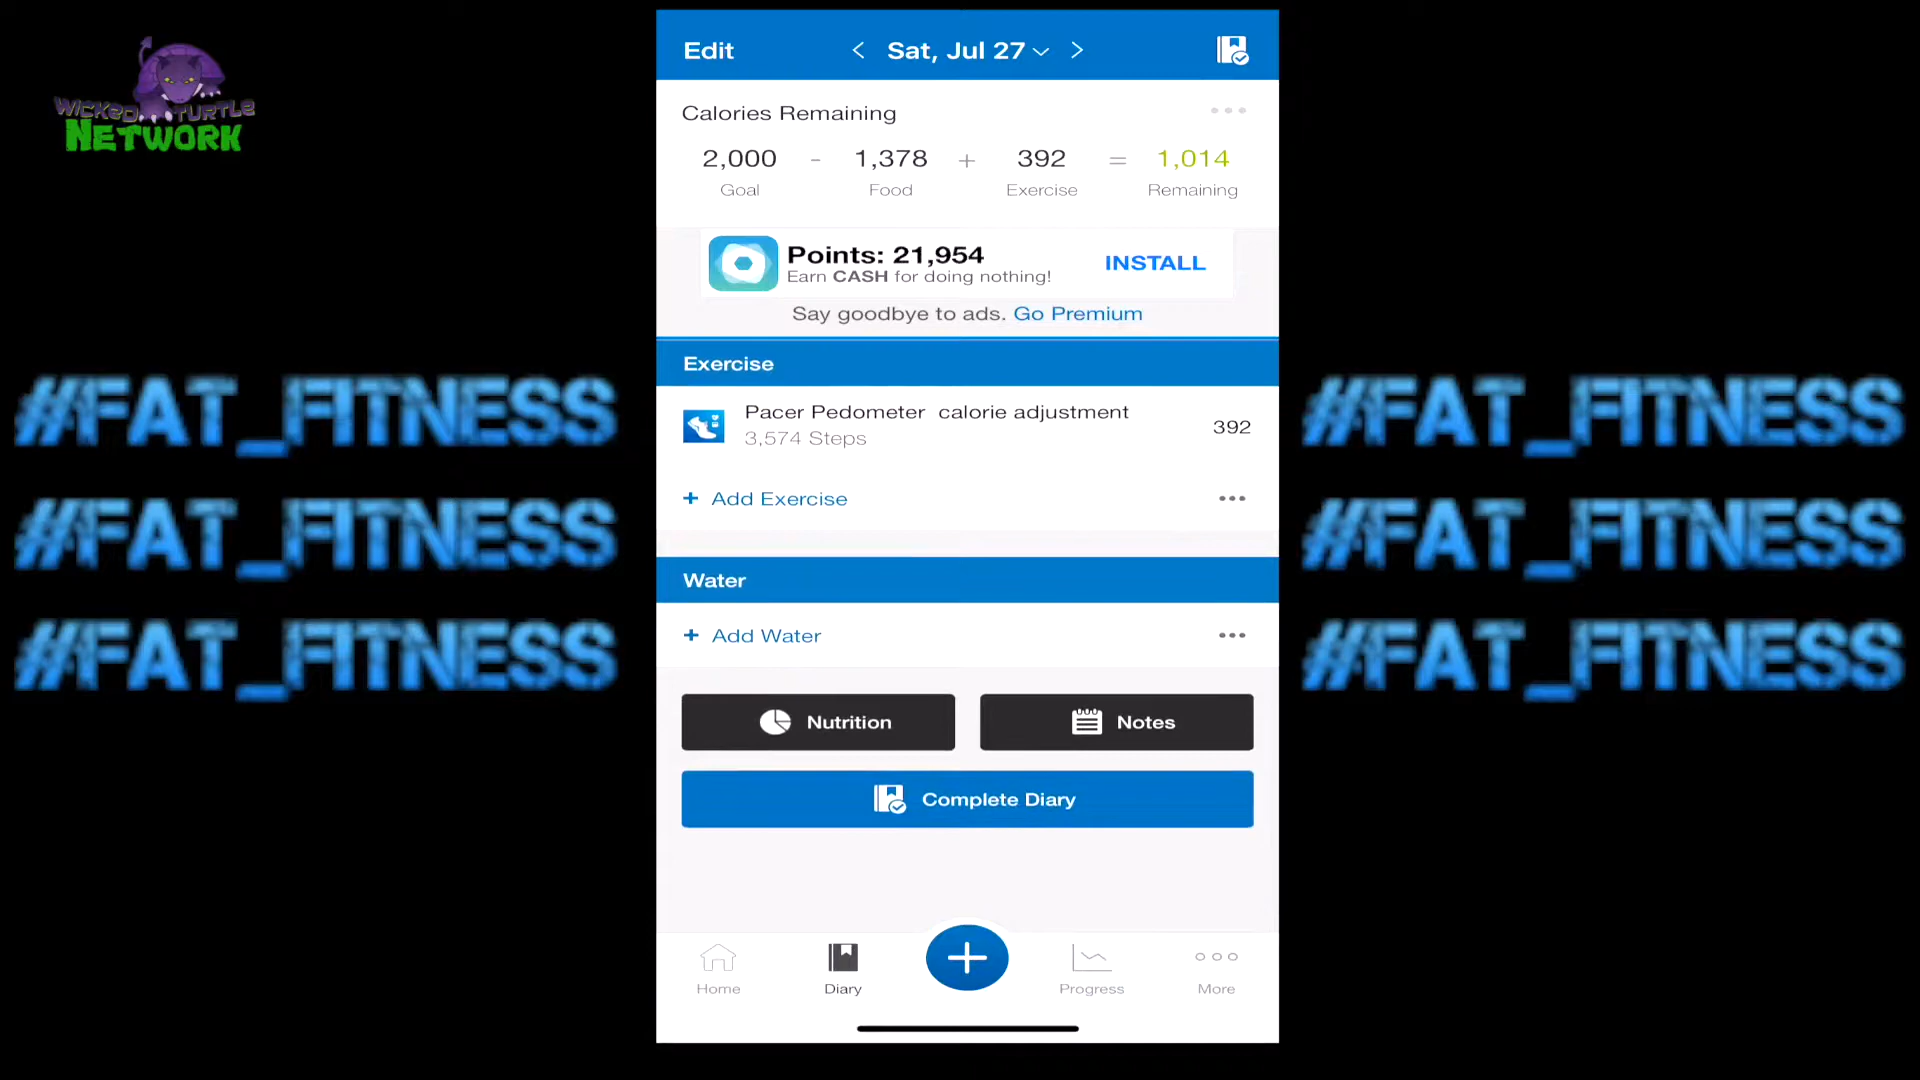 WICKED TURTLE
NETWORK
Edit
Sat, Jul 27
Calories Remaining
2,000 - 1,378 + 392 = 1,014
Goal Food Exercise Remaining
Points: 21,954
Earn CASH for doing nothing!
INSTALL
Say goodbye to ads. Go Premium
Exercise
Pacer Pedometer calorie adjustment
3,574 Steps
392
+ Add Exercise
Water
+ Add Water
Nutrition
Notes
Complete Diary
Home
Diary
Progress
More
#FAT_FITNESS
#FAT_FITNESS
#FAT_FITNESS
#FAT_FITNESS
#FAT_FITNESS
#FAT_FITNESS